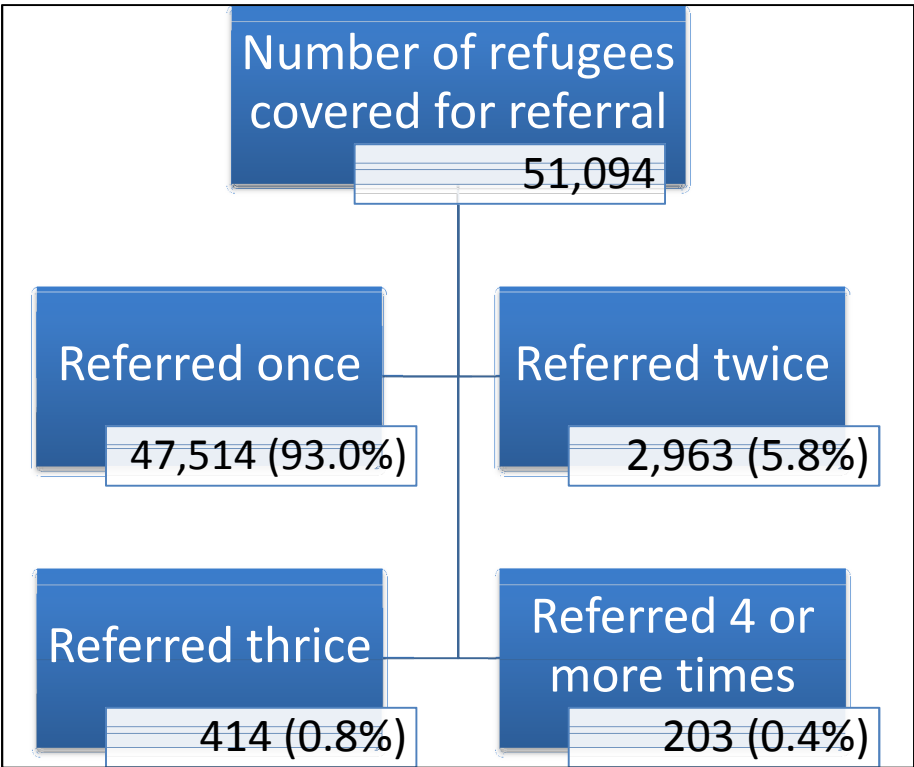 Number of refugees
covered for referral
51,094
Referred once
47,514 (93.0%)
Referred twice
2,963 (5.8%)
Referred thrice
414 (0.8%)
Referred 4 or
more times
203 (0.4%)